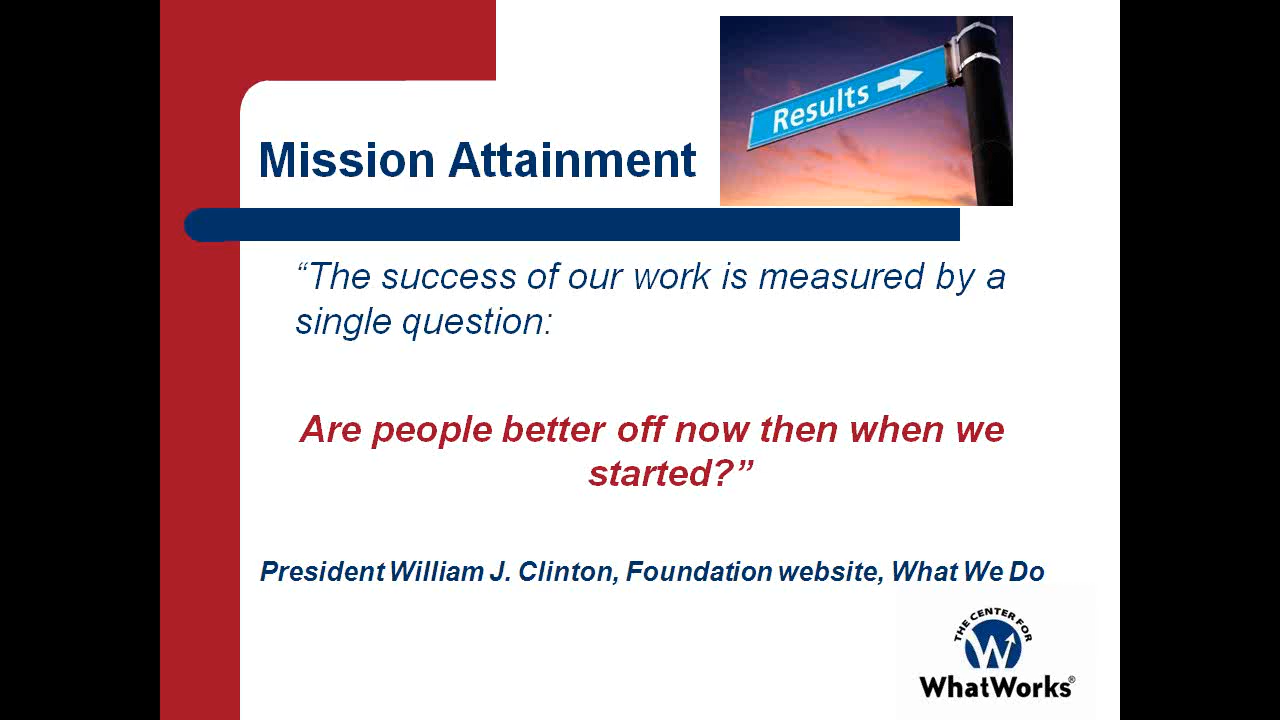 Results
Mission Attainment
“The success of our work is measured by a
single question:
Are people better off now then when we
started?”
President William J. Clinton, Foundation website, What We Do
THE CENTER FOR
W
WhatWorks®